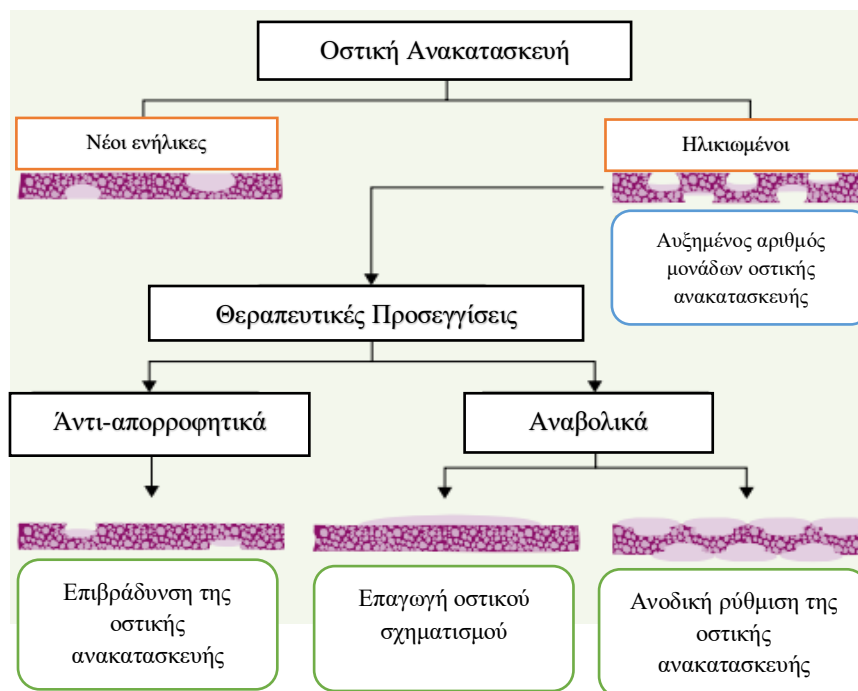 Οστική Ανακατασκευή
Νέοι ενήλικες
Ηλικιωμένοι
Αυξημένος αριθμός
μονάδων οστικής
ανακατασκευής
Θεραπευτικές Προσεγγίσεις
Άντι-απορροφητικά
Αναβολικά
Επιβράδυνση της
οστικής
ανακατασκευής
Επαγωγή οστικού
σχηματισμού
Ανοδική ρύθμιση της
οστικής
ανακατασκευής